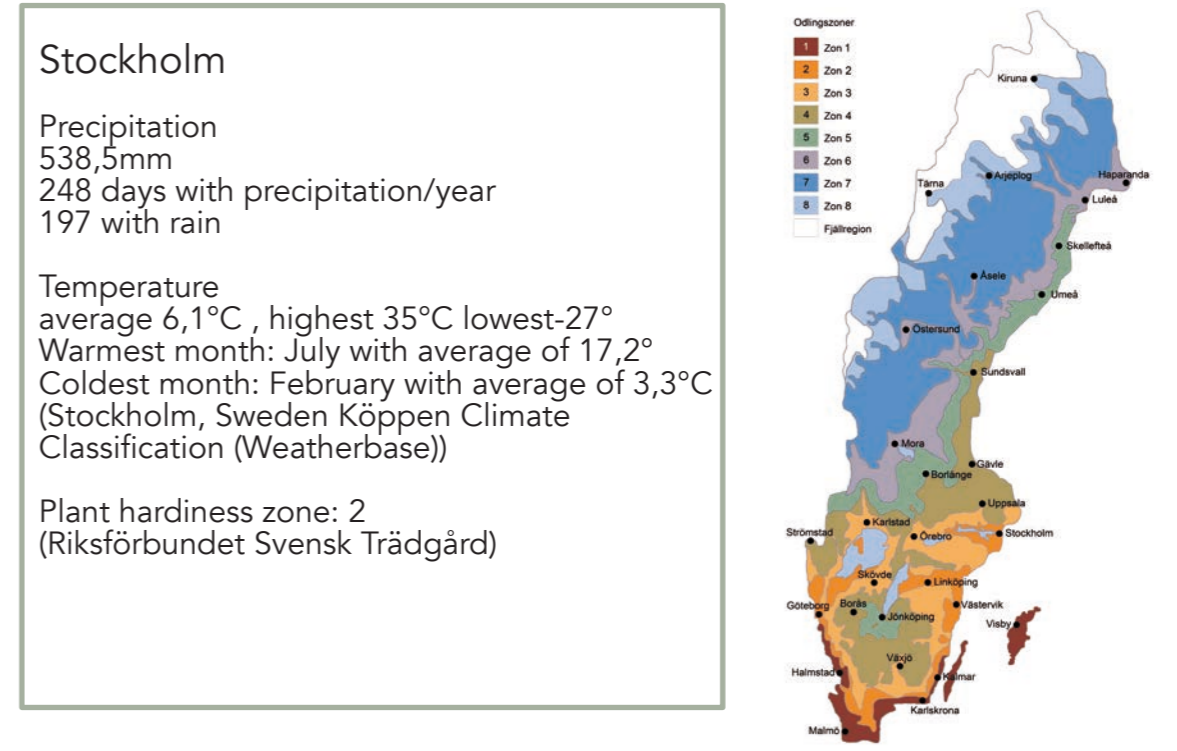 Stockholm
Precipitation
538,5mm
248 days with precipitation/year
197 with rain
Temperature
average 6,1°C , highest 35°C lowest-27°
Warmest month: July with average of 17,2°
Coldest month: February with average of 3,3°C
(Stockholm, Sweden Köppen Climate
Classification (Weatherbase))
Plant hardiness zone: 2
(Riksförbundet Svensk Trädgård)
Odlingszoner
1 Zon 1
2 Zon 2
3 Zon 3
4 Zon 4
5 Zon 5
6 Zon 6
7 Zon 7
8 Zon 8
Fjällregion
Kiruna
Arjeplog
Haparanda
Tärna
Luleå
Skellefteå
Åsele
Umeå
Östersund
Sundsvall
Mora
Gävle
Borlänge
Uppsala
Karlstad
Strömstad
Örebro
Stockholm
Skövde
Linköping
Göteborg
Borås
Västervik
Jönköping
Visby
Växjö
Halmstad
Kalmar
Karlskrona
Malmö